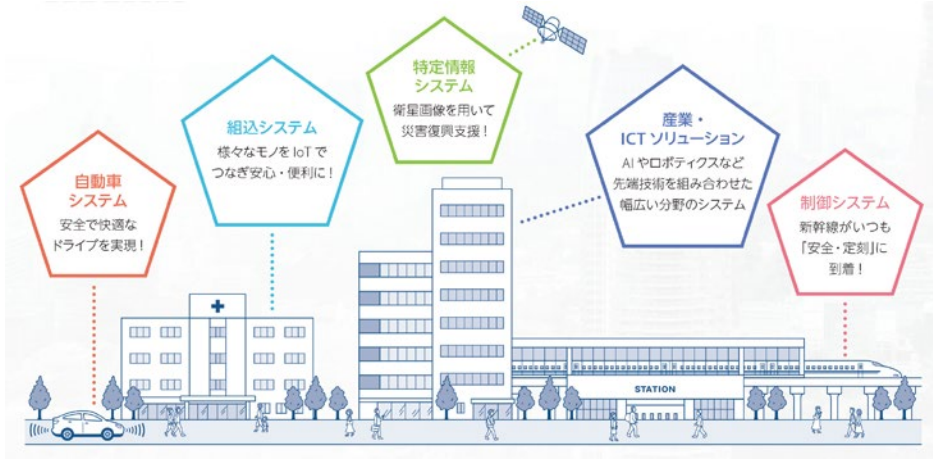 自動車
システム
安全で快適な
ドライブを実現！
組込システム
様々なモノをIoTで
つなぎ安心・便利に！
特定情報
システム
衛星画像を用いて
災害復興支援！
産業・
ICTソリューション
AIやロボティクスなど
先端技術を組み合わせた
幅広い分野のシステム
制御システム
新幹線がいつも
「安全・定刻」に
到着！
STATION